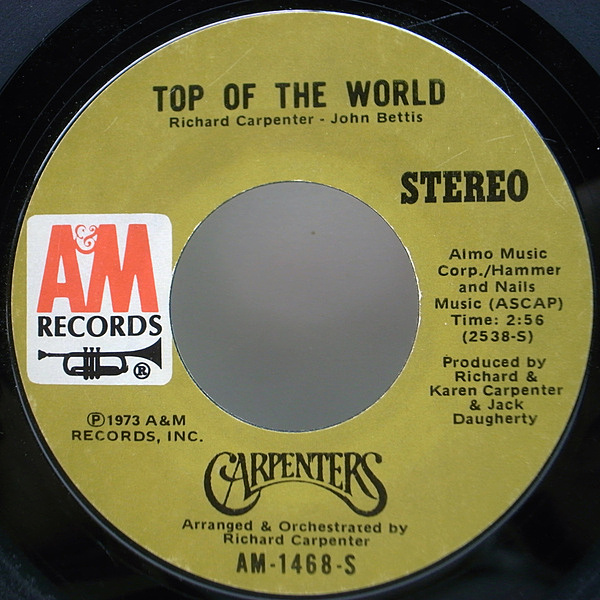 TOP OF THE WORLD
Richard Carpenter - John Bettis
STEREO
A&M
RECORDS
®
Almo Music
Corp./Hammer
and Nails
Music (ASCAP)
Time: 2:56
(2538-S)
Produced by
Richard &
Karen Carpenter
& Jack
Daugherty
℗1973 A&M
RECORDS, INC.
CARPENTERS
Arranged & Orchestrated by
Richard Carpenter
AM-1468-S